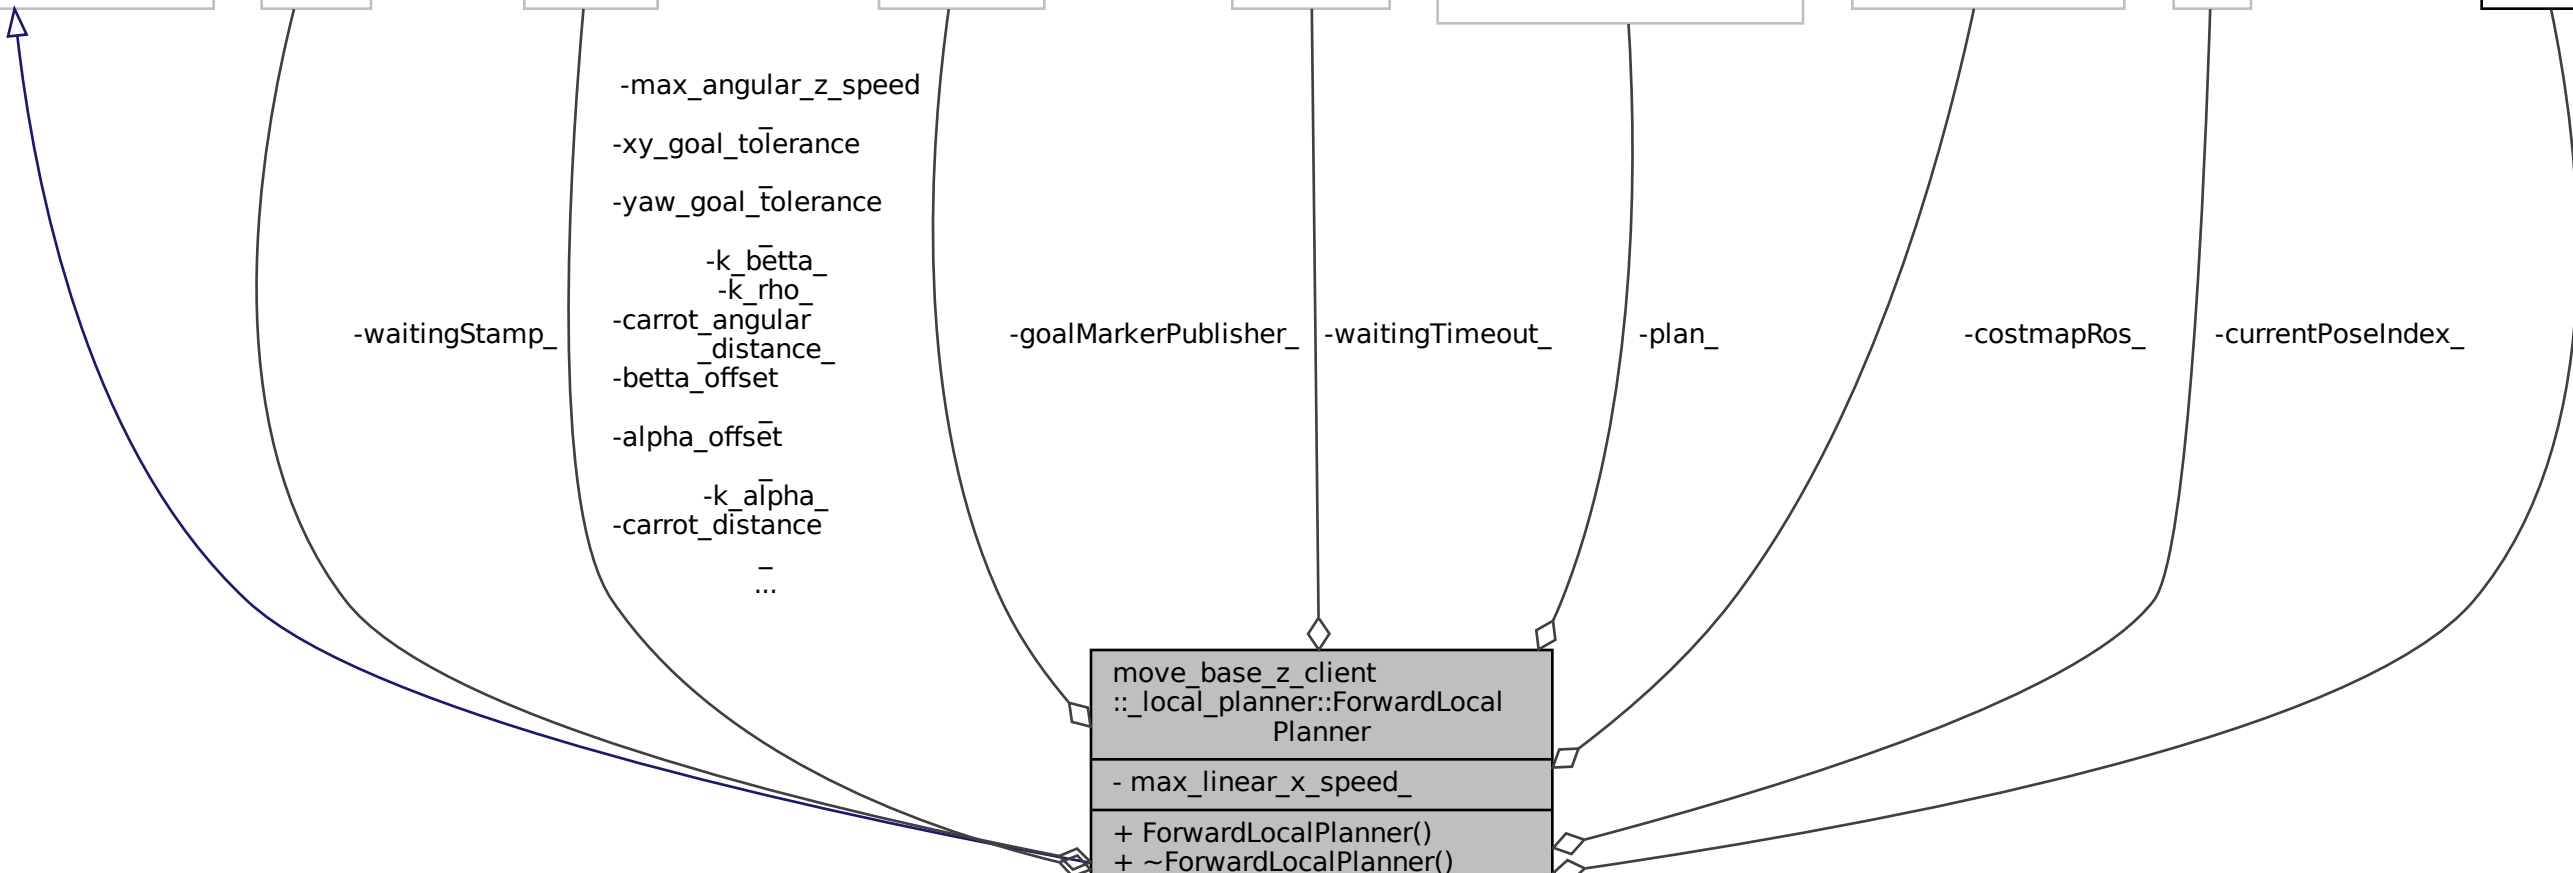 -max_angular_z_speed
_
-xy_goal_tolerance
_
-yaw_goal_tolerance
_
-k_betta_
-k_rho_
-carrot_angular
_distance_
-betta_offset
_
-alpha_offset
_
-k_alpha_
-carrot_distance
_
...
-waitingStamp_
-goalMarkerPublisher_
-waitingTimeout_
-plan_
-costmapRos_
-currentPoseIndex_
move_base_z_client
::_local_planner::ForwardLocal
Planner
- max_linear_x_speed_
+ ForwardLocalPlanner()
+ ~ForwardLocalPlanner()